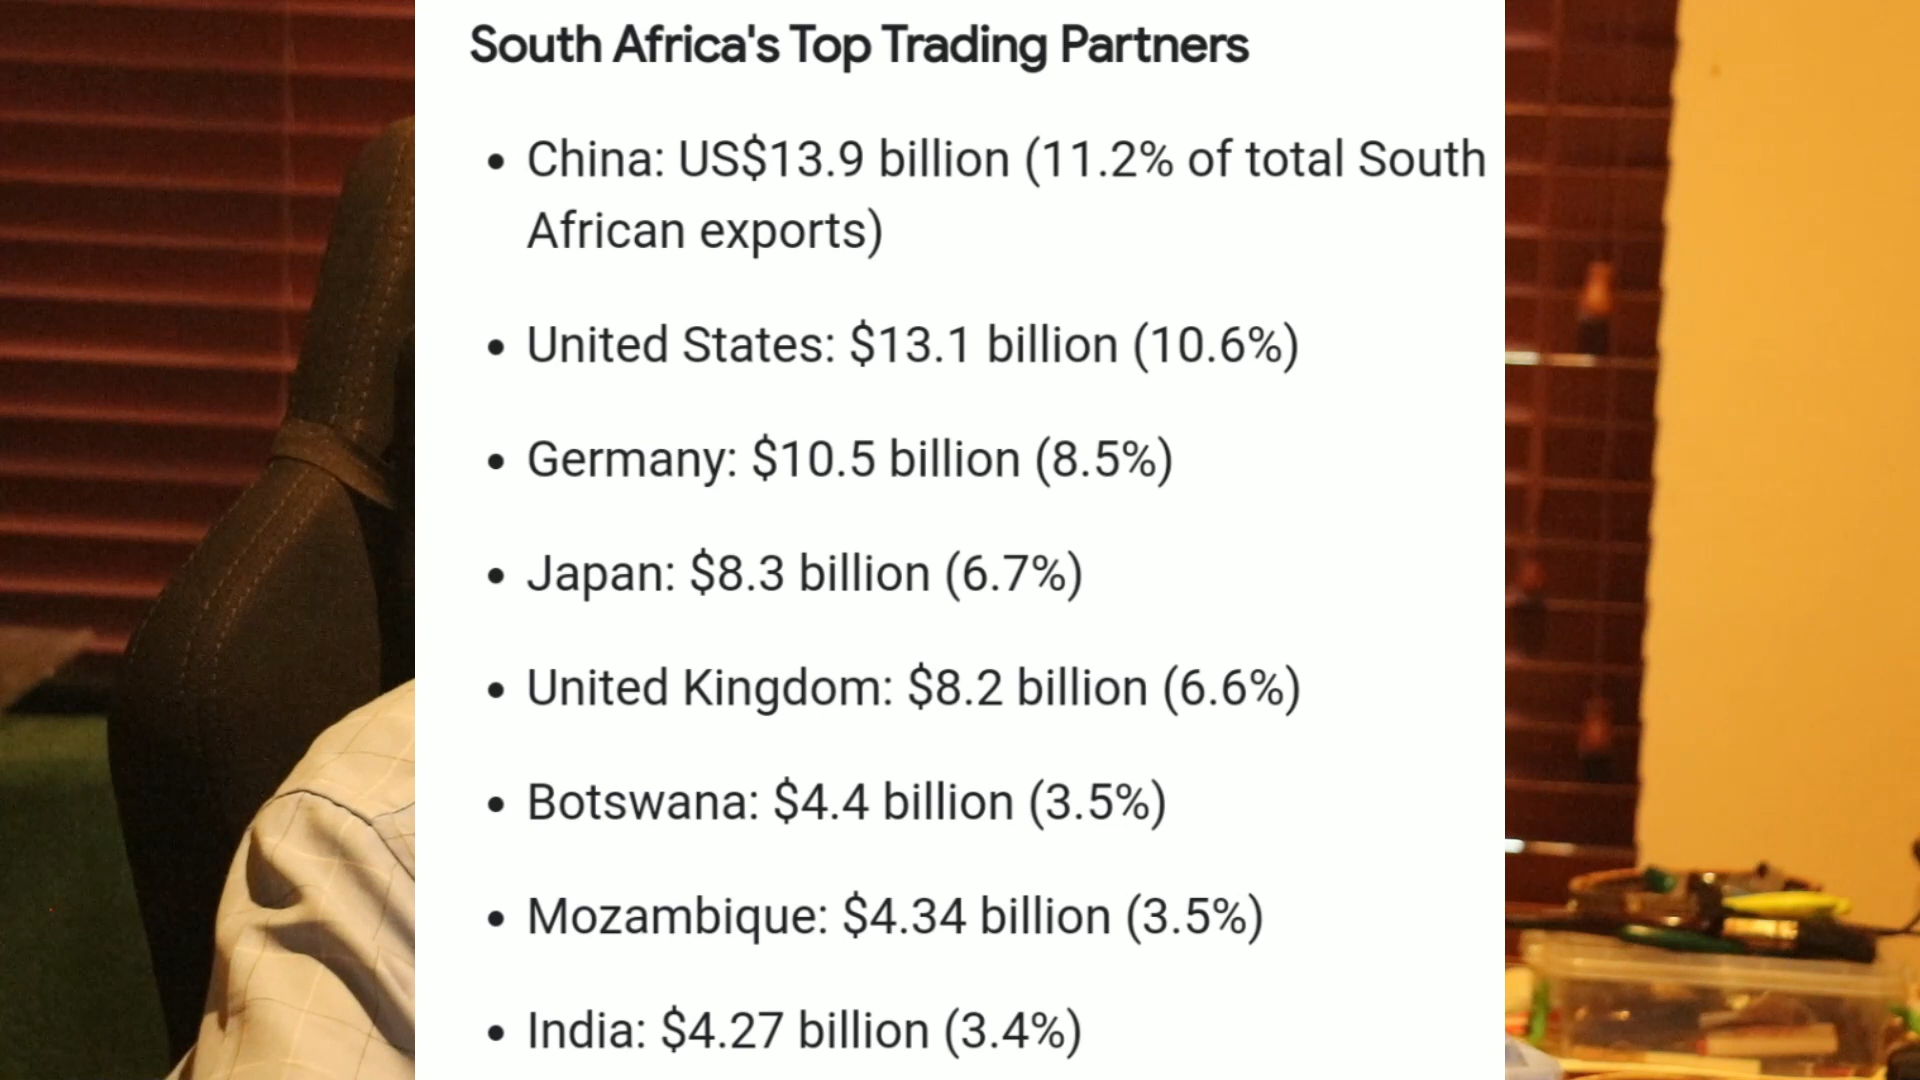 South Africa's Top Trading Partners
• China: US$13.9 billion (11.2% of total South
African exports)
• United States: $13.1 billion (10.6%)
• Germany: $10.5 billion (8.5%)
• Japan: $8.3 billion (6.7%)
• United Kingdom: $8.2 billion (6.6%)
• Botswana: $4.4 billion (3.5%)
• Mozambique: $4.34 billion (3.5%)
• India: $4.27 billion (3.4%)